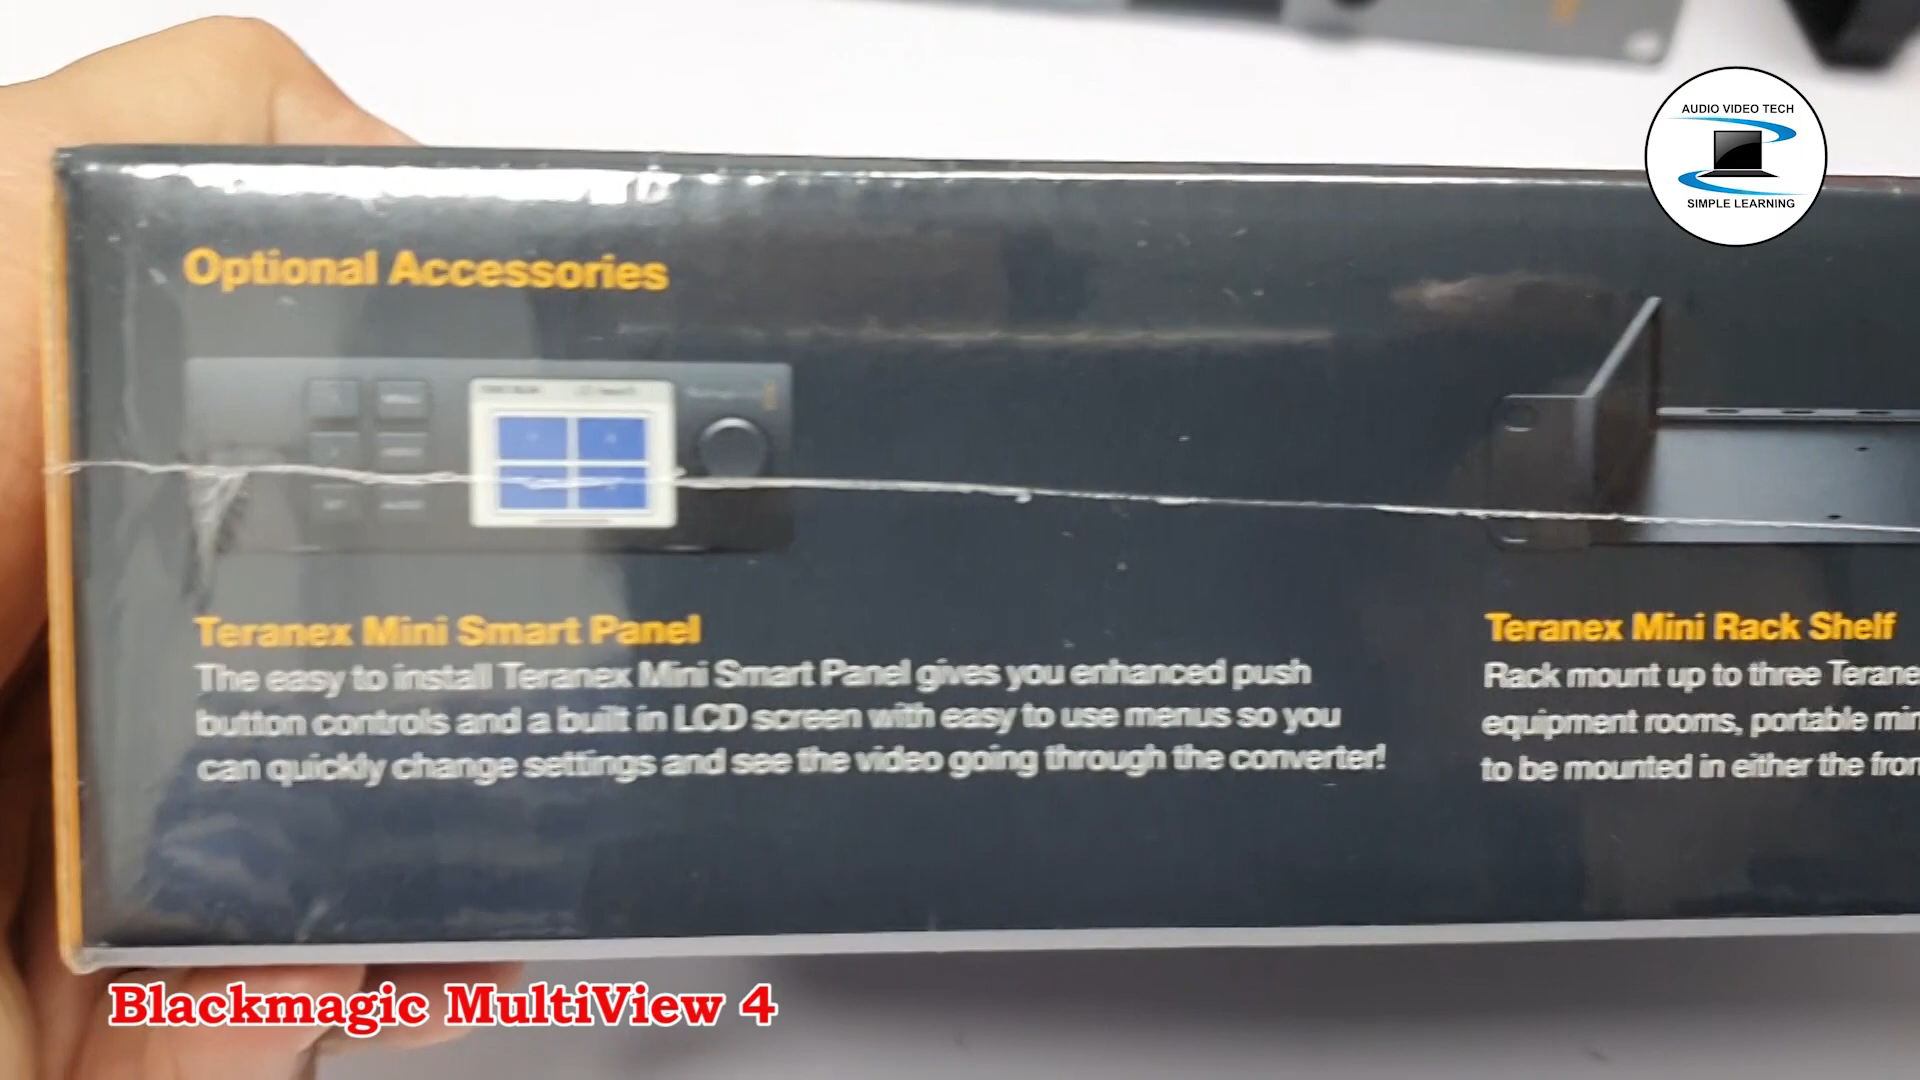 AUDIO VIDEO TECH
SIMPLE LEARNING
Optional Accessories
Teranex Mini Smart Panel
The easy to install Teranex Mini Smart Panel gives you enhanced push
button controls and a built in LCD screen with easy to use menus so you
can quickly change settings and see the video going through the converter!
Teranex Mini Rack Shelf
Rack mount up to three Terane
equipment rooms, portable min
to be mounted in either the fron
Blackmagic MultiView 4